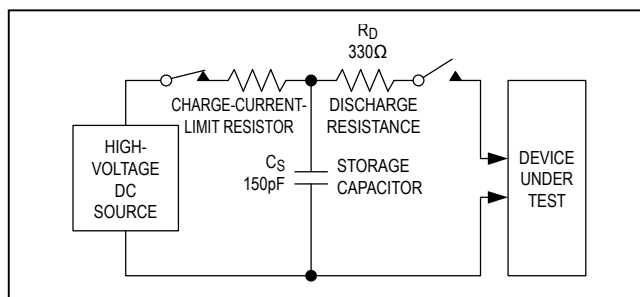 R_D
330Ω
CHARGE-CURRENT-
LIMIT RESISTOR
DISCHARGE
RESISTANCE
HIGH-
VOLTAGE
DC
SOURCE
C_S
150pF
STORAGE
CAPACITOR
DEVICE
UNDER
TEST